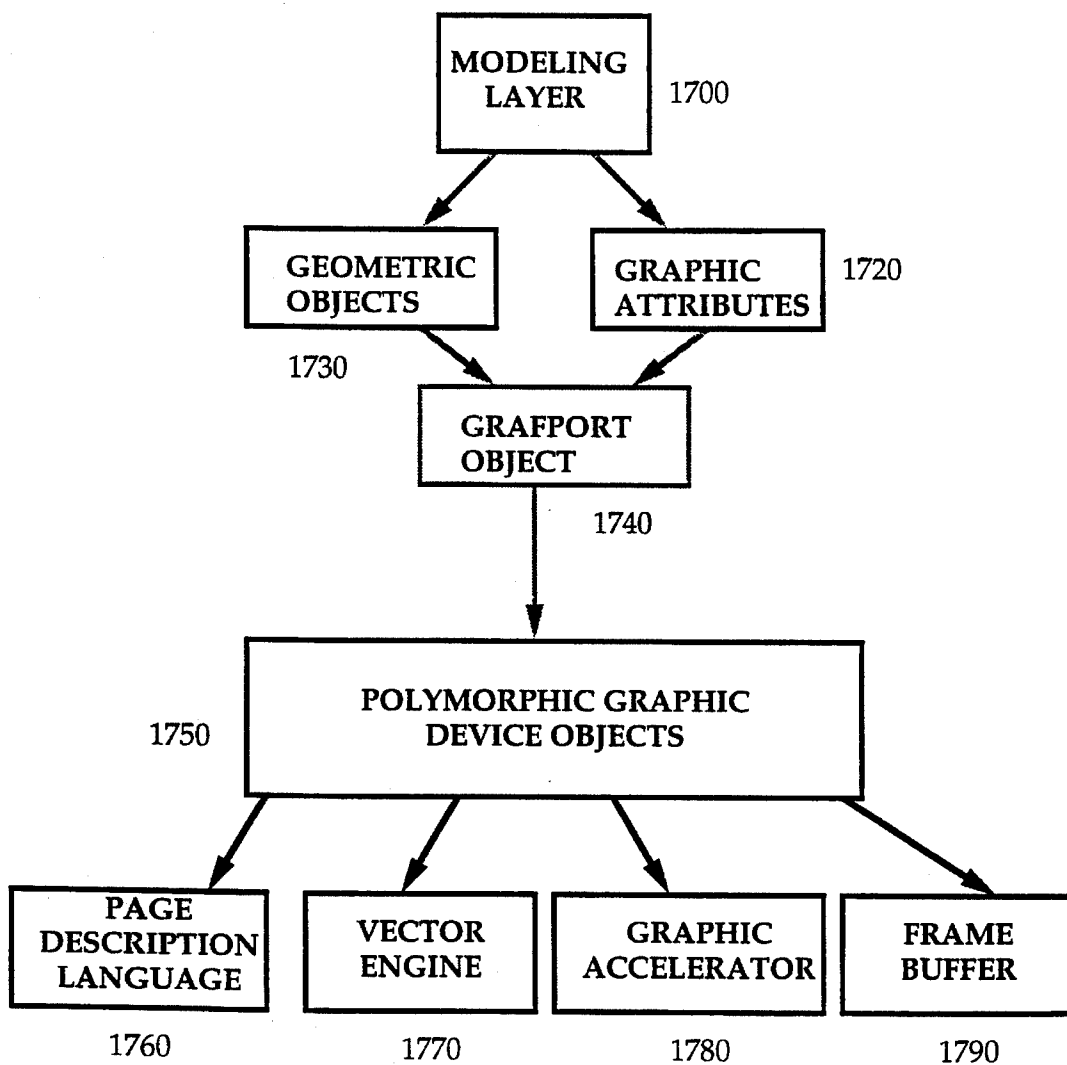 MODELING
LAYER
1700
GEOMETRIC
OBJECTS
1730
GRAPHIC
ATTRIBUTES
1720
GRAFPORT
OBJECT
1740
POLYMORPHIC GRAPHIC
DEVICE OBJECTS
1750
PAGE
DESCRIPTION
LANGUAGE
1760
VECTOR
ENGINE
1770
GRAPHIC
ACCELERATOR
1780
FRAME
BUFFER
1790